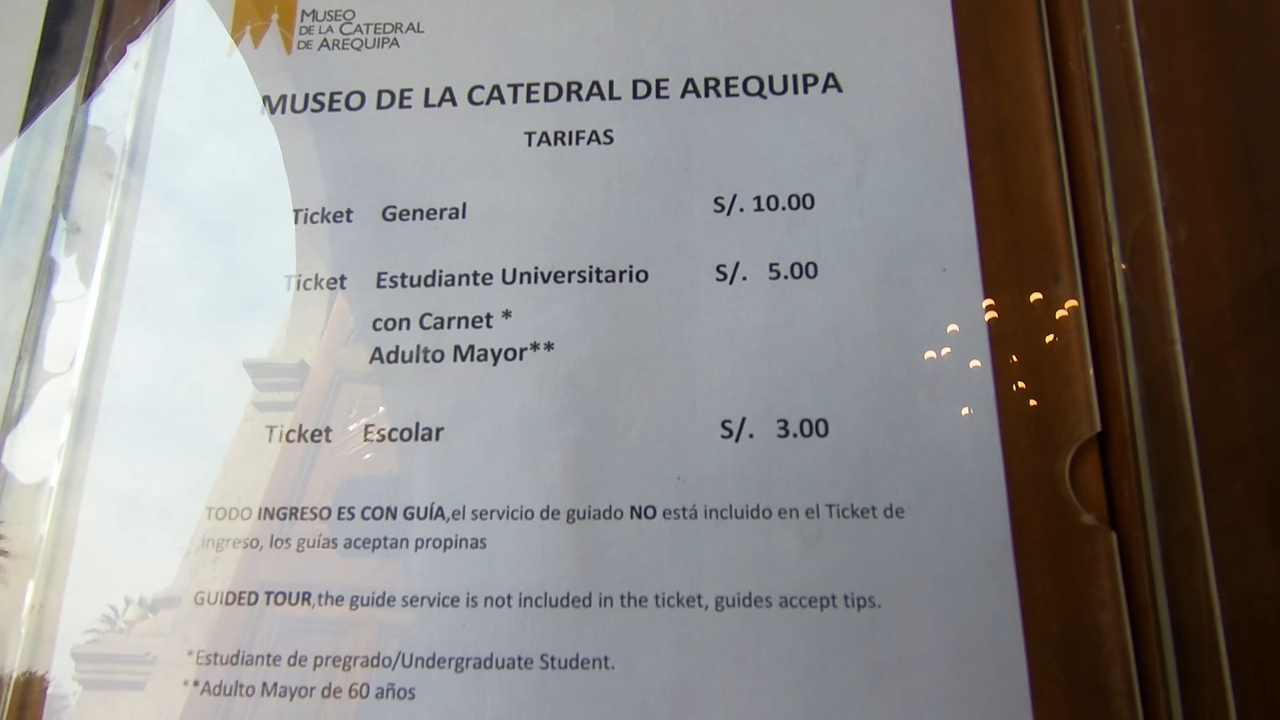 MUSEO
DE LA CATEDRAL
DE AREQUIPA
MUSEO DE LA CATEDRAL DE AREQUIPA
TARIFAS
Ticket General S/. 10.00
Ticket Estudiante Universitario S/. 5.00
con Carnet *
Adulto Mayor**
Ticket Escolar S/. 3.00
TODO INGRESO ES CON GUÍA,el servicio de guiado NO está incluido en el Ticket de
ingreso, los guías aceptan propinas
GUIDED TOUR,the guide service is not included in the ticket, guides accept tips.
*Estudiante de pregrado/Undergraduate Student.
**Adulto Mayor de 60 años